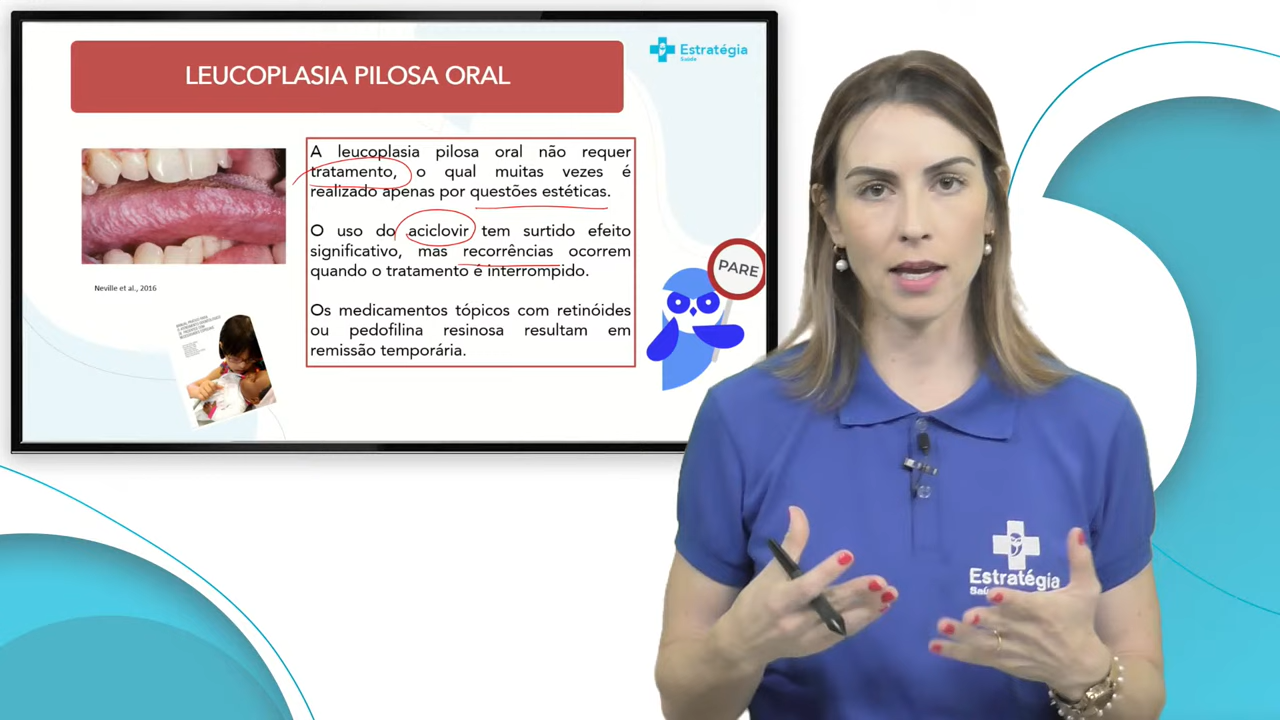 LEUCOPLASIA PILOSA ORAL
Estratégia
Saúde
A leucoplasia pilosa oral não requer
tratamento, o qual muitas vezes é
realizado apenas por questões estéticas.
O uso do aciclovir tem surtido efeito
significativo, mas recorrências ocorrem
quando o tratamento é interrompido.
Os medicamentos tópicos com retinóides
ou pedofilina resinosa resultam em
remissão temporária.
Neville et al., 2016
PARE
Estratégia